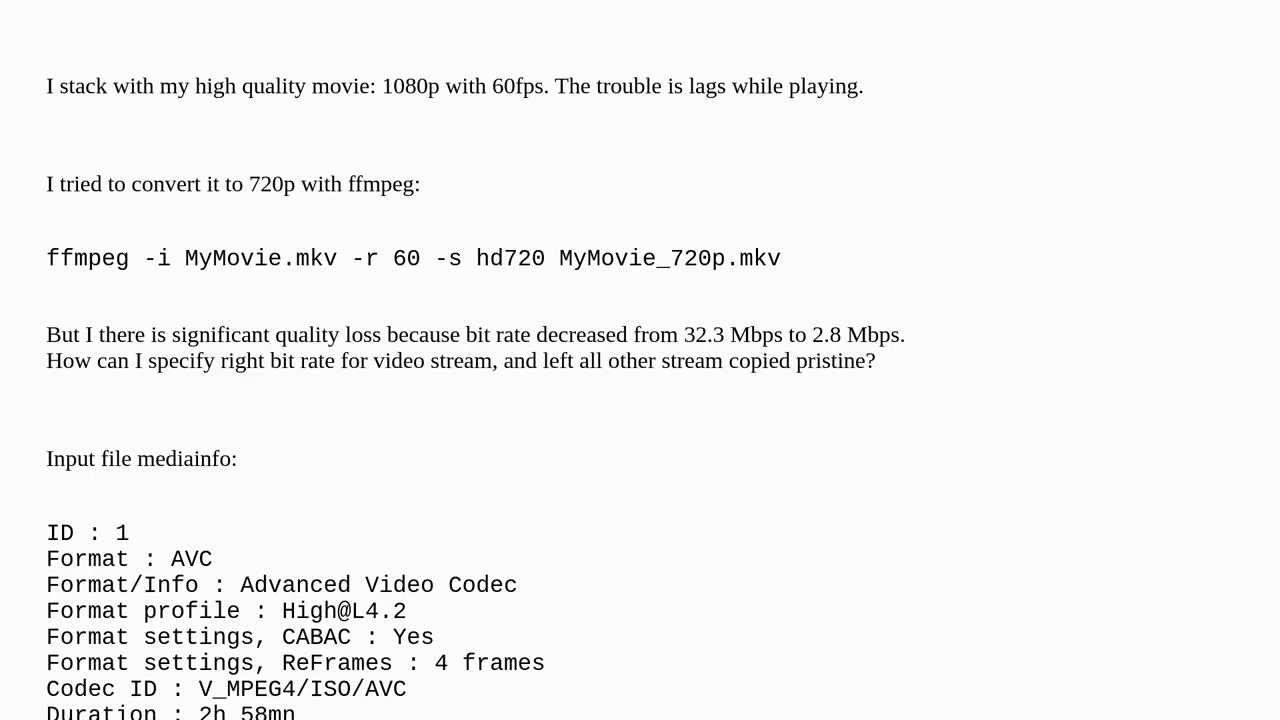 I stack with my high quality movie: 1080p with 60fps. The trouble is lags while playing.
I tried to convert it to 720p with ffmpeg:
ffmpeg -i MyMovie.mkv -r 60 -s hd720 MyMovie_720p.mkv
But I there is significant quality loss because bit rate decreased from 32.3 Mbps to 2.8 Mbps.
How can I specify right bit rate for video stream, and left all other stream copied pristine?
Input file mediainfo:
ID : 1
Format : AVC
Format/Info : Advanced Video Codec
Format profile : High@L4.2
Format settings, CABAC : Yes
Format settings, ReFrames : 4 frames
Codec ID : V_MPEG4/ISO/AVC
Duration : 2h 58mn